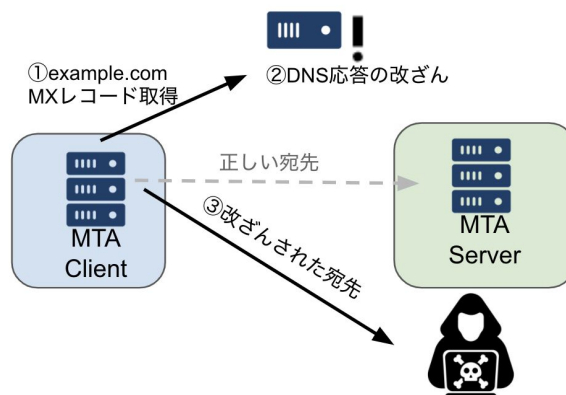 ①example.com
MXレコード取得
②DNS応答の改ざん
正しい宛先
③改ざんされた宛先
MTA
Client
MTA
Server